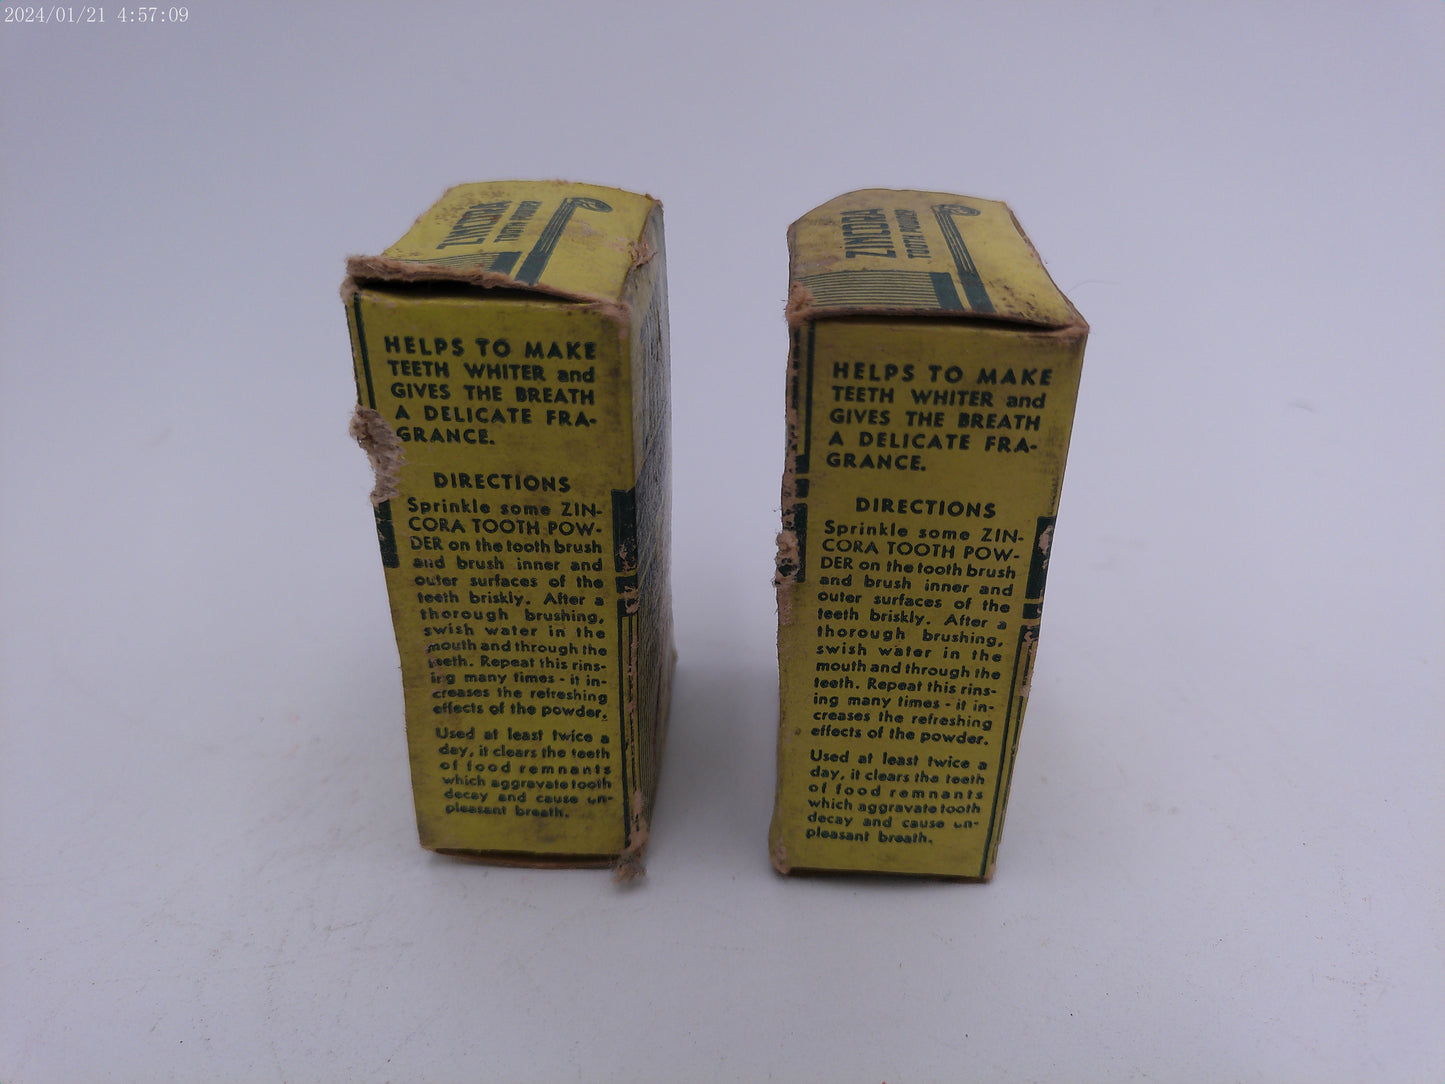 2024/01/21 4:57:09
ZINCORA
TOOTH POWDER
HELPS TO MAKE
TEETH WHITER and
GIVES THE BREATH
A DELICATE FRA-
GRANCE.
DIRECTIONS
Sprinkle some ZIN-
CORA TOOTH POW-
DER on the tooth brush
and brush inner and
outer surfaces of the
teeth briskly. After a
thorough brushing,
swish water in the
mouth and through the
teeth. Repeat this rins-
ing many times - it in-
creases the refreshing
effects of the powder.
Used at least twice a
day, it clears the teeth
of food remnants
which aggravate tooth
decay and cause un-
pleasant breath.
ZINCORA
TOOTH POWDER
HELPS TO MAKE
TEETH WHITER and
GIVES THE BREATH
A DELICATE FRA-
GRANCE.
DIRECTIONS
Sprinkle some ZIN-
CORA TOOTH POW-
DER on the tooth brush
and brush inner and
outer surfaces of the
teeth briskly. After a
thorough brushing,
swish water in the
mouth and through the
teeth. Repeat this rins-
ing many times - it in-
creases the refreshing
effects of the powder.
Used at least twice a
day, it clears the teeth
of food remnants
which aggravate tooth
decay and cause un-
pleasant breath.